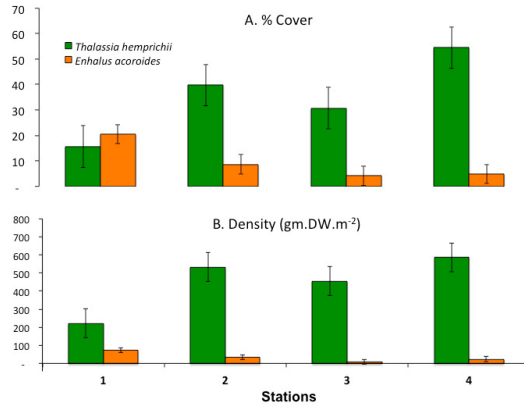 A. % Cover
70
60
50
40
30
20
10
-
Thalassia hemprichii
Enhalus acoroides
B. Density (gm.DW.m⁻²)
800
700
600
500
400
300
200
100
-
1 2 3 4
Stations